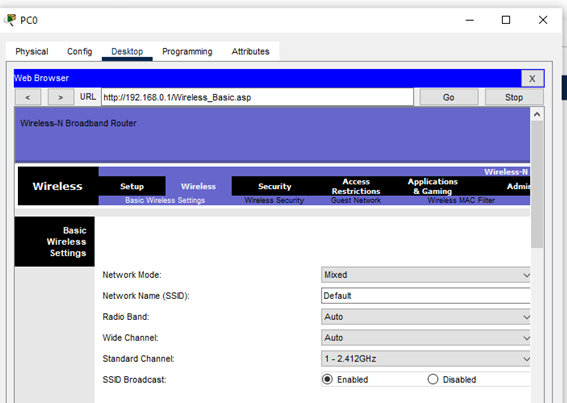 PC0
Physical Config Desktop Programming Attributes
Web Browser X
< > URL http://192.168.0.1/Wireless_Basic.asp Go Stop
Wireless-N Broadband Router
Wireless-N
Wireless Setup Wireless Security Access Restrictions Applications & Gaming Admin
Basic Wireless Settings Wireless Security Guest Network Wireless MAC Filter
Basic
Wireless
Settings
Network Mode: Mixed
Network Name (SSID): Default
Radio Band: Auto
Wide Channel: Auto
Standard Channel: 1 - 2.412GHz
SSID Broadcast: Enabled Disabled